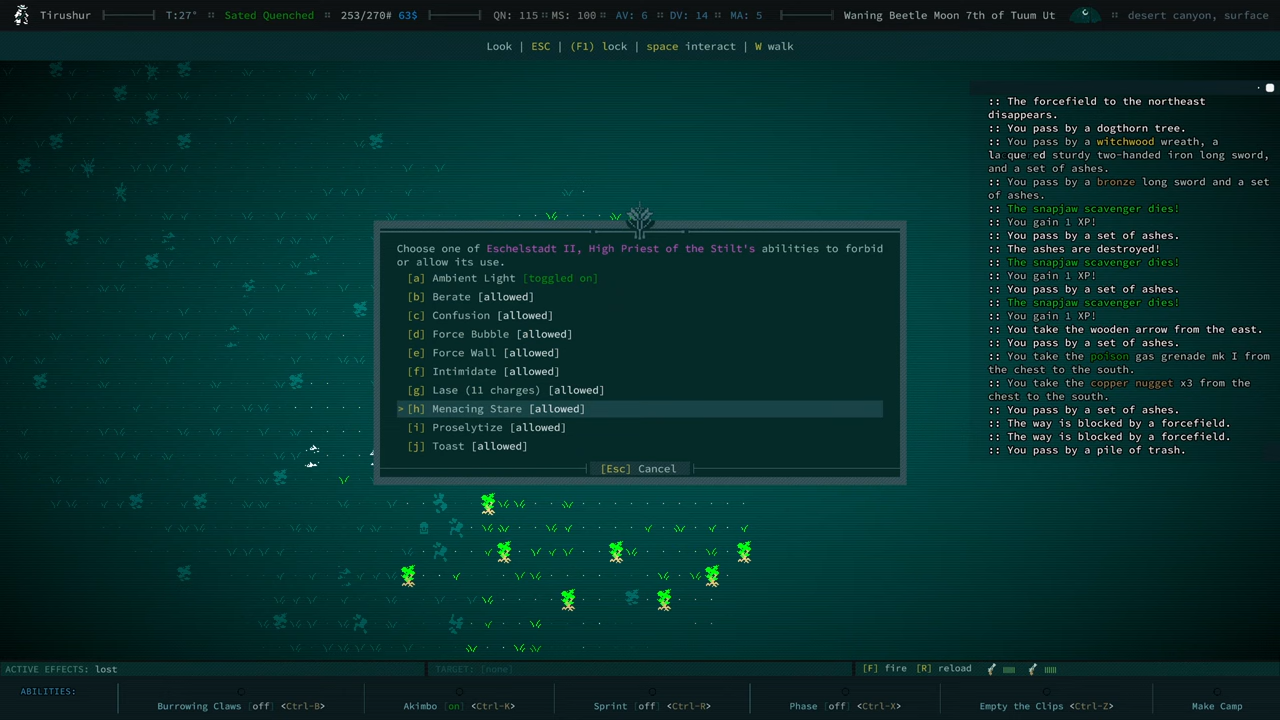 Tirushur T:27° Sated Quenched 253/270# 63$ QN: 115 :: MS: 100 :: AV: 6 :: DV: 14 :: MA: 5 Waning Beetle Moon 7th of Tuum Ut :: desert canyon, surface
Look | ESC | (F1) lock | space interact | W walk
:: The forcefield to the northeast
disappears.
:: You pass by a dogthorn tree.
:: You pass by a witchwood wreath, a
lacquered sturdy two-handed iron long sword,
and a set of ashes.
:: You pass by a bronze long sword and a set
of ashes.
:: The snapjaw scavenger dies!
:: You gain 1 XP!
:: You pass by a set of ashes.
:: The ashes are destroyed!
:: The snapjaw scavenger dies!
:: You gain 1 XP!
:: You pass by a set of ashes.
:: The snapjaw scavenger dies!
:: You gain 1 XP!
:: You take the wooden arrow from the east.
:: You pass by a set of ashes.
:: You take the poison gas grenade mk I from
the chest to the south.
:: You take the copper nugget x3 from the
chest to the south.
:: You pass by a set of ashes.
:: The way is blocked by a forcefield.
:: The way is blocked by a forcefield.
:: You pass by a pile of trash.
Choose one of Eschelstadt II, High Priest of the Stilt's abilities to forbid
or allow its use.
[a] Ambient Light [toggled on]
[b] Berate [allowed]
[c] Confusion [allowed]
[d] Force Bubble [allowed]
[e] Force Wall [allowed]
[f] Intimidate [allowed]
[g] Lase (11 charges) [allowed]
> [h] Menacing Stare [allowed]
[i] Proselytize [allowed]
[j] Toast [allowed]
[Esc] Cancel
ACTIVE EFFECTS: lost TARGET: [none] [F] fire [R] reload
ABILITIES: Burrowing Claws [off] <Ctrl-B> Akimbo [on] <Ctrl-K> Sprint [off] <Ctrl-R> Phase [off] <Ctrl-X> Empty the Clips <Ctrl-Z> Make Camp